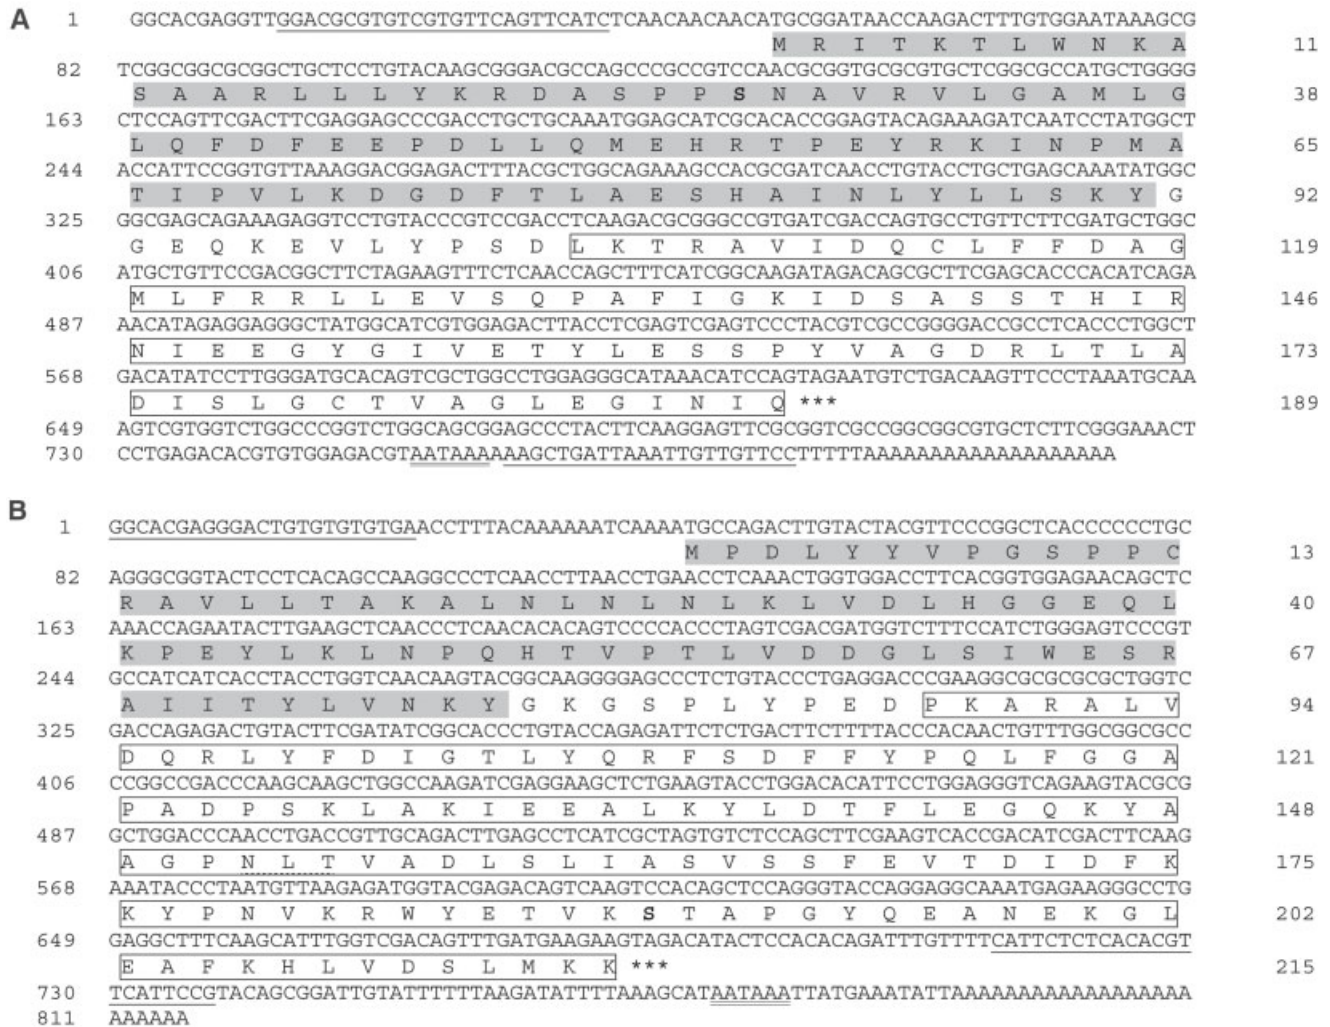 A 1 GGCACGAGGTTGGACGCGTGTCGTGTTCAGTTCATCTCAACAACAACATGCGGATAACCAAGACTTTGTGGAATAAAGCG
M R I T K T L W N K A 11
82 TCGGCGGCGCGGCTGCTCCTGTACAAGCGGGACGCCAGCCCGCCGTCCAACGCGGTGCGCGTGCTCGGCGCCATGCTGGGG
S A A R L L L Y K R D A S P P S N A V R V L G A M L G 38
163 CTCCAGTTCGACTTCGAGGAGCCCGACCTGCTGCAAATGGAGCATCGCACACCGGAGTACAGAAAGATCAATCCTATGGCT
L Q F D F E E P D L L Q M E H R T P E Y R K I N P M A 65
244 ACCATTCCGGTGTTAAAGGACGGAGACTTTACGCTGGCAGAAAGCCACGCGATCAACCTGTACCTGCTGAGCAAATATGGC
T I P V L K D G D F T L A E S H A I N L Y L L S K Y G 92
325 GGCGAGCAGAAAGAGGTCCTGTACCCGTCCGACCTCAAGACGCGGGCCGTGATCGACCAGTGCCTGTTCTTCGATGCTGGC
G E Q K E V L Y P S D L K T R A V I D Q C L F F D A G 119
406 ATGCTGTTCCGACGGCTTCTAGAAGTTTCTCAACCAGCTTTCATCGGCAAGATAGACAGCGCTTCGAGCACCCACATCAGA
M L F R R L L E V S Q P A F I G K I D S A S S T H I R 146
487 AACATAGAGGAGGGCTATGGCATCGTGGAGACTTACCTCGAGTCGAGTCCCTACGTCGCCGGGGACCGCCTCACCCTGGCT
N I E E G Y G I V E T Y L E S S P Y V A G D R L T L A 173
568 GACATATCCTTGGGATGCACAGTCGCTGGCCTGGAGGGCATAAACATCCAGTAGAATGTCTGACAAGTTCCCTAAATGCAA
D I S L G C T V A G L E G I N I Q *** 189
649 AGTCGTGGTCTGGCCCGGTCTGGCAGCGGAGCCCTACTTCAAGGAGTTCGCGGTCGCCGGCGGCGTGCTCTTCGGGAAACT
730 CCTGAGACACGTGTGGAGACGTAATAAAAAGCTGATTAAATTGTTGTTCCTTTTTAAAAAAAAAAAAAAAAAAA
B 1 GGCACGAGGGACTGTGTGTGTGAACCTTTACAAAAAATCAAAATGCCAGACTTGTACTACGTTCCCGGCTCACCCCCCTGC
M P D L Y Y V P G S P P C 13
82 AGGGCGGTACTCCTCACAGCCAAGGCCCTCAACCTTAACCTGAACCTCAAACTGGTGGACCTTCACGGTGGAGAACAGCTC
R A V L L T A K A L N L N L N L K L V D L H G G E Q L 40
163 AAACCAGAATACTTGAAGCTCAACCCTCAACACACAGTCCCCACCCTAGTCGACGATGGTCTTTCCATCTGGGAGTCCCGT
K P E Y L K L N P Q H T V P T L V D D G L S I W E S R 67
244 GCCATCATCACCTACCTGGTCAACAAGTACGGCAAGGGGAGCCCTCTGTACCCTGAGGACCCGAAGGCGCGCGCGCTGGTC
A I I T Y L V N K Y G K G S P L Y P E D P K A R A L V 94
325 GACCAGAGACTGTACTTCGATATCGGCACCCTGTACCAGAGATTCTCTGACTTCTTTTACCCACAACTGTTTGGCGGCGCC
D Q R L Y F D I G T L Y Q R F S D F F Y P Q L F G G A 121
406 CCGGCCGACCCAAGCAAGCTGGCCAAGATCGAGGAAGCTCTGAAGTACCTGGACACATTCCTGGAGGGTCAGAAGTACGCG
P A D P S K L A K I E E A L K Y L D T F L E G Q K Y A 148
487 GCTGGACCCAACCTGACCGTTGCAGACTTGAGCCTCATCGCTAGTGTCTCCAGCTTCGAAGTCACCGACATCGACTTCAAG
A G P N L T V A D L S L I A S V S S F E V T D I D F K 175
568 AAATACCCTAATGTTAAGAGATGGTACGAGACAGTCAAGTCCACAGCTCCAGGGTACCAGGAGGCAAATGAGAAGGGCCTG
K Y P N V K R W Y E T V K S T A P G Y Q E A N E K G L 202
649 GAGGCTTTCAAGCATTTGGTCGACAGTTTGATGAAGAAGTAGACATACTCCACACAGATTTGTTTTCATTCTCTCACACGT
E A F K H L V D S L M K K *** 215
730 TCATTCCGTACAGCGGATTGTATTTTTTAAGATATTTTAAAGCATAATAAATTATGAAATATTAAAAAAAAAAAAAAAAAA
811 AAAAAA